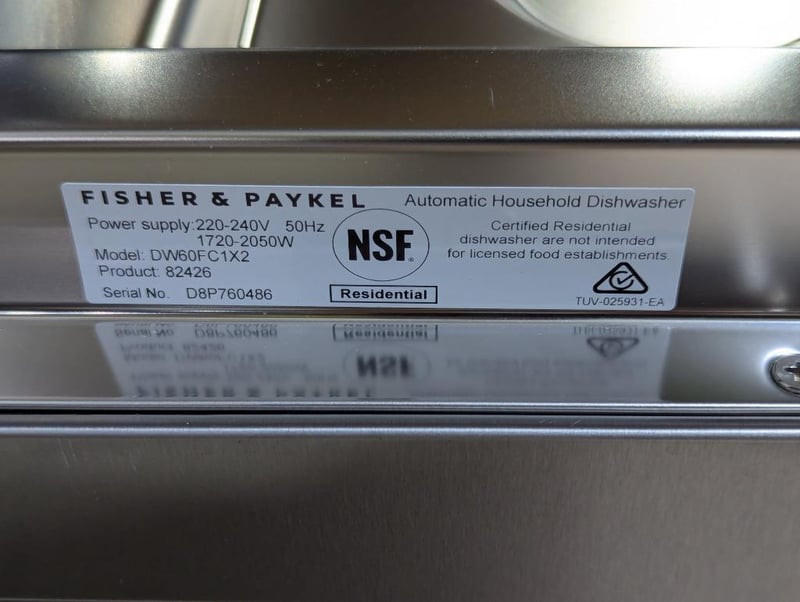 FISHER & PAYKEL
Automatic Household Dishwasher
Power supply:220-240V 50Hz
1720-2050W
Model: DW60FC1X2
Product: 82426
Serial No. D8P760486
NSF®
Residential
Certified Residential
dishwasher are not intended
for licensed food establishments.
TUV-025931-EA